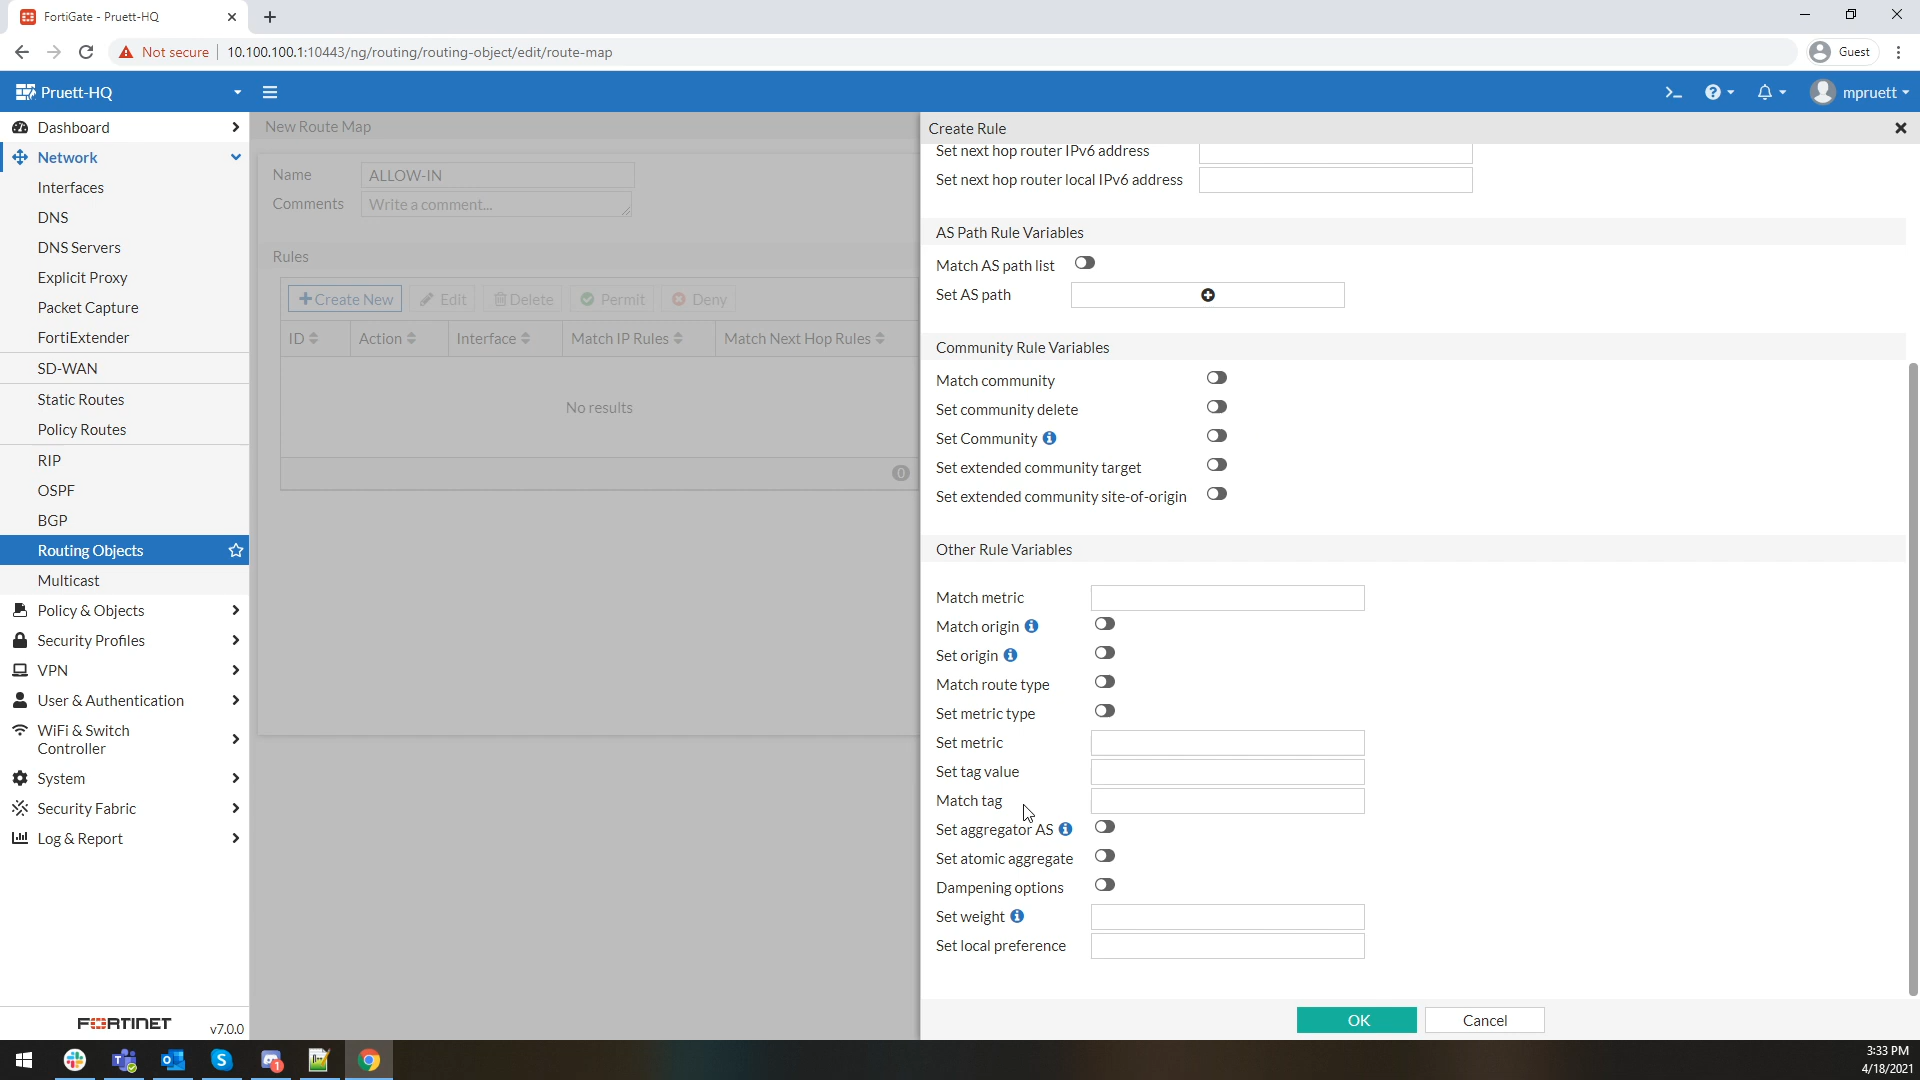 FortiGate - Pruett-HQ
Not secure
10.100.100.1:10443/ng/routing/routing-object/edit/route-map
Guest
Pruett-HQ
mpruett
Dashboard
Network
Interfaces
DNS
DNS Servers
Explicit Proxy
Packet Capture
FortiExtender
SD-WAN
Static Routes
Policy Routes
RIP
OSPF
BGP
Routing Objects
Multicast
Policy & Objects
Security Profiles
VPN
User & Authentication
WiFi & Switch
Controller
System
Security Fabric
Log & Report
FORTINET
v7.0.0
New Route Map
Name
ALLOW-IN
Comments
Write a comment...
Rules
Create New
Edit
Delete
Permit
Deny
ID
Action
Interface
Match IP Rules
Match Next Hop Rules
No results
0
Create Rule
Set next hop router IPv6 address
Set next hop router local IPv6 address
AS Path Rule Variables
Match AS path list
Set AS path
Community Rule Variables
Match community
Set community delete
Set Community
Set extended community target
Set extended community site-of-origin
Other Rule Variables
Match metric
Match origin
Set origin
Match route type
Set metric type
Set metric
Set tag value
Match tag
Set aggregator AS
Set atomic aggregate
Dampening options
Set weight
Set local preference
OK
Cancel
1
3:33 PM
4/18/2021